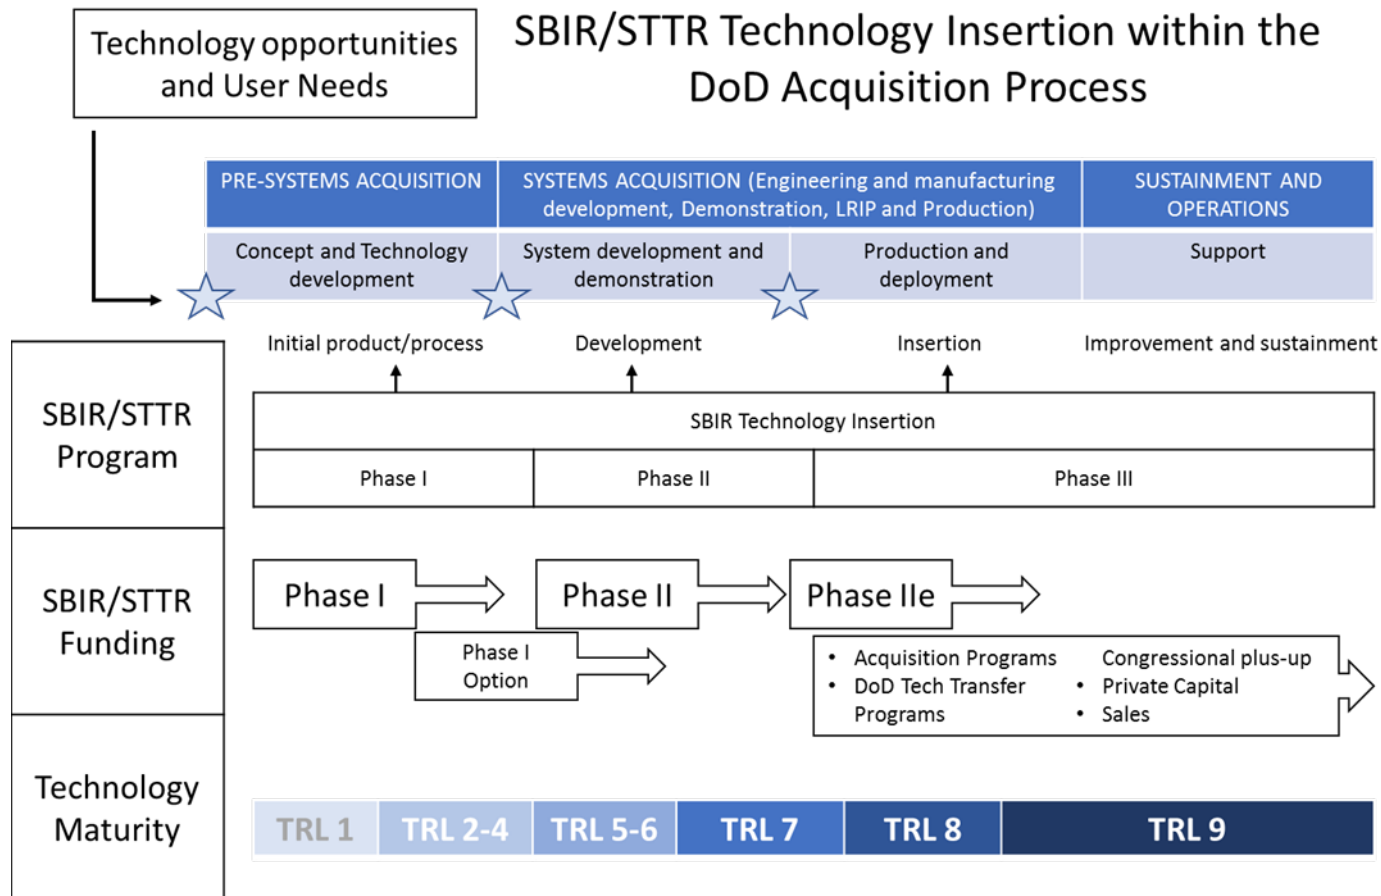 Technology opportunities
and User Needs
SBIR/STTR Technology Insertion within the
DoD Acquisition Process
PRE-SYSTEMS ACQUISITION
SYSTEMS ACQUISITION (Engineering and manufacturing
development, Demonstration, LRIP and Production)
SUSTAINMENT AND
OPERATIONS
Concept and Technology
development
System development and
demonstration
Production and
deployment
Support
Initial product/process
Development
Insertion
Improvement and sustainment
SBIR/STTR
Program
SBIR Technology Insertion
Phase I
Phase II
Phase III
SBIR/STTR
Funding
Phase I
Phase II
Phase IIe
Phase I
Option
• Acquisition Programs
• DoD Tech Transfer
Programs
Congressional plus-up
• Private Capital
• Sales
Technology
Maturity
TRL 1
TRL 2-4
TRL 5-6
TRL 7
TRL 8
TRL 9